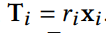 𝐓ᵢ = rᵢ𝐱ᵢ.